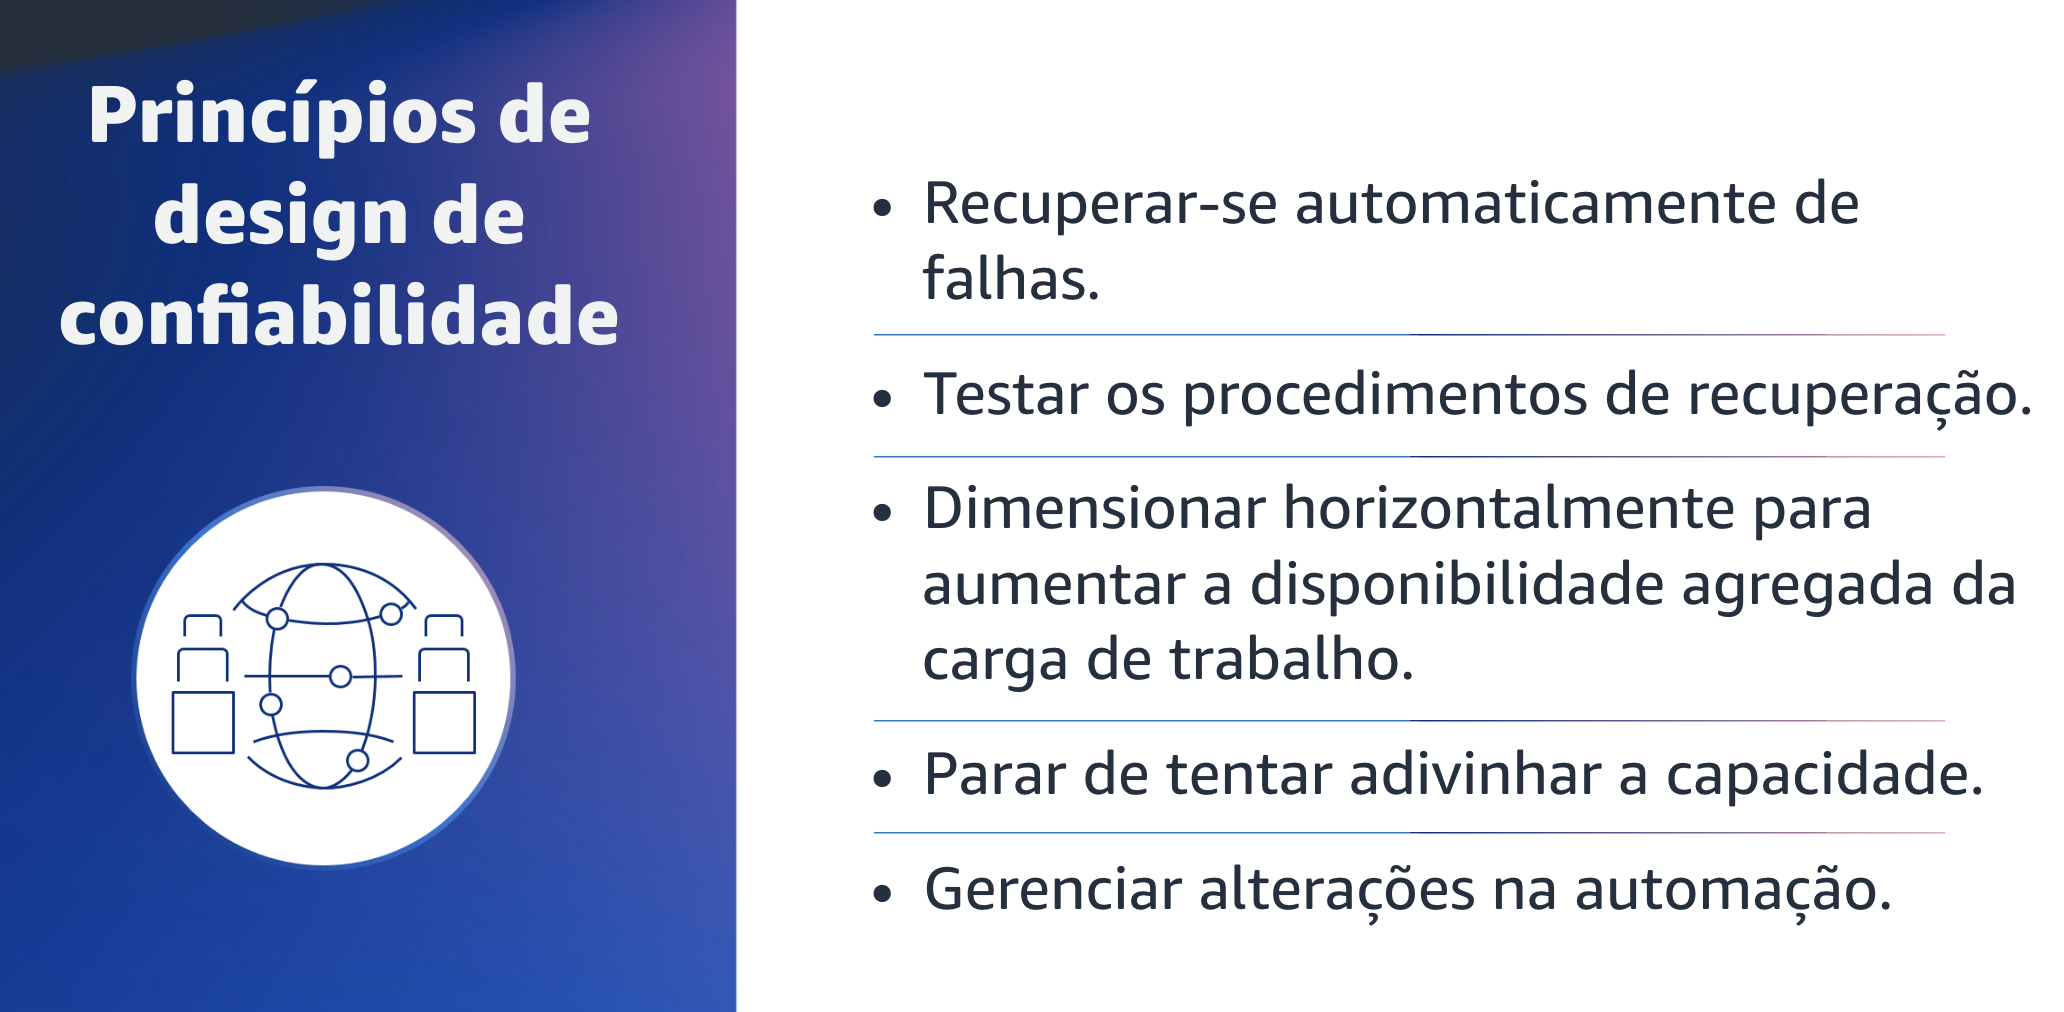 Princípios de
design de
confiabilidade
• Recuperar-se automaticamente de
falhas.
• Testar os procedimentos de recuperação.
• Dimensionar horizontalmente para
aumentar a disponibilidade agregada da
carga de trabalho.
• Parar de tentar adivinhar a capacidade.
• Gerenciar alterações na automação.